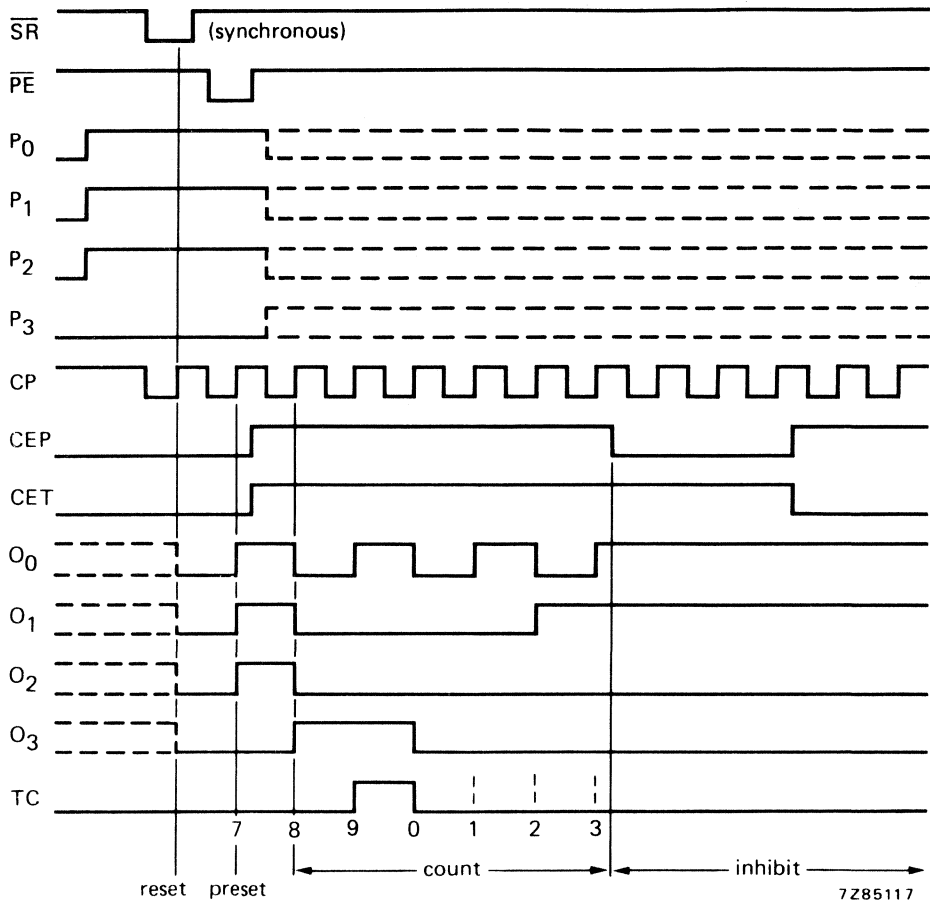 SR (synchronous)
PE
P0
P1
P2
P3
CP
CEP
CET
O0
O1
O2
O3
TC
7 8 9 0 1 2 3
count inhibit
reset preset
7Z85117